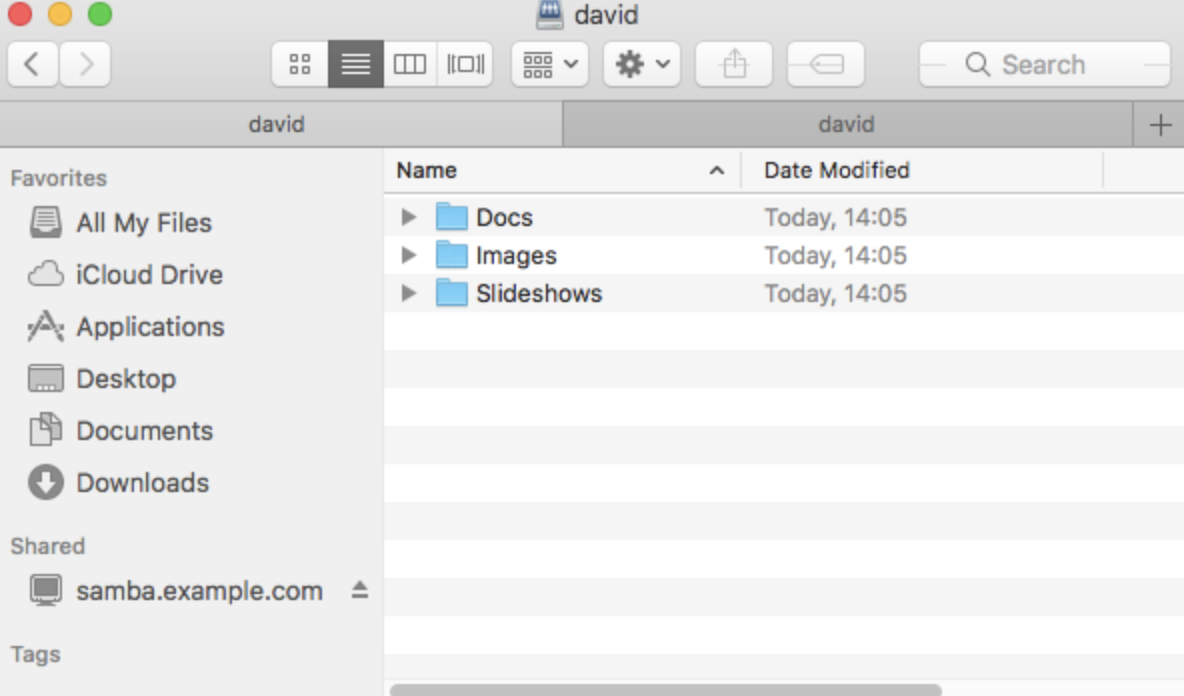 david
Search
david david
Favorites
All My Files
iCloud Drive
Applications
Desktop
Documents
Downloads
Shared
samba.example.com
Tags
Name Date Modified
Docs Today, 14:05
Images Today, 14:05
Slideshows Today, 14:05